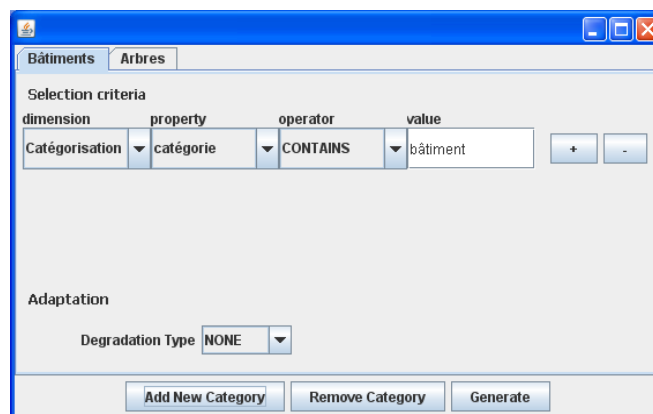 Bâtiments Arbres
Selection criteria
dimension property operator value
Catégorisation catégorie CONTAINS bâtiment + -
Adaptation
Degradation Type NONE
Add New Category Remove Category Generate